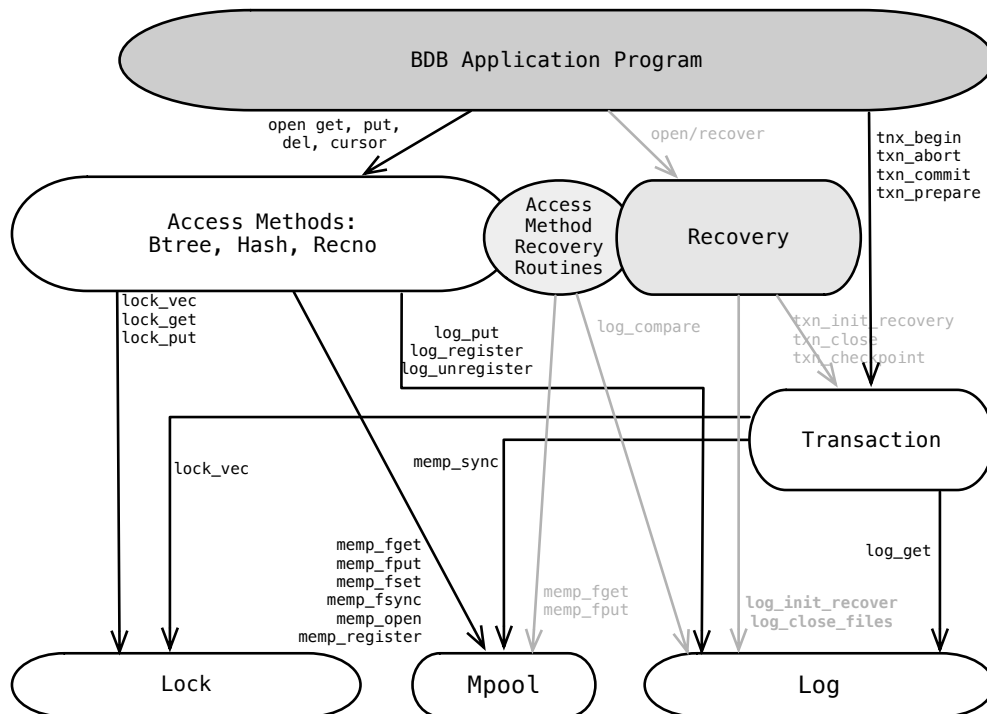 BDB Application Program
open get, put,
del, cursor
open/recover
tnx_begin
txn_abort
txn_commit
txn_prepare
Access Methods:
Btree, Hash, Recno
Access
Method
Recovery
Routines
Recovery
lock_vec
lock_get
lock_put
log_put
log_register
log_unregister
log_compare
txn_init_recovery
txn_close
txn_checkpoint
Transaction
lock_vec
memp_sync
log_get
memp_fget
memp_fput
memp_fset
memp_fsync
memp_open
memp_register
memp_fget
memp_fput
log_init_recover
log_close_files
Lock
Mpool
Log